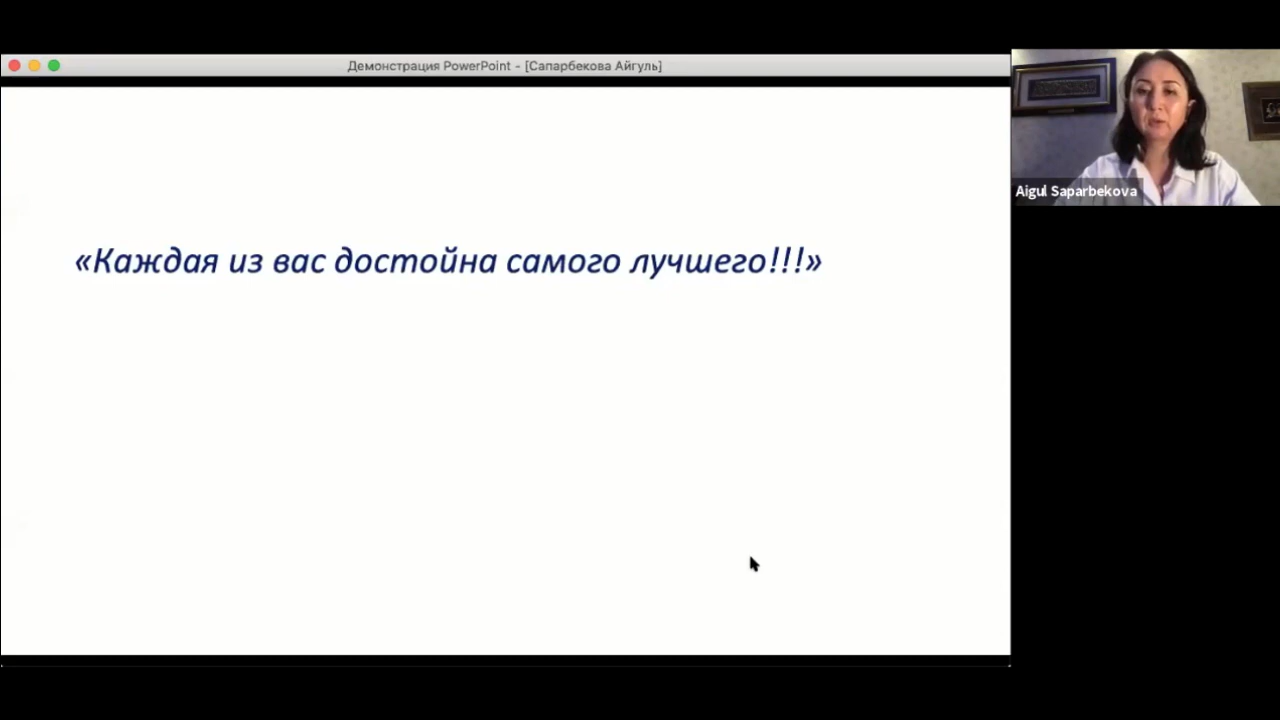 Демонстрация PowerPoint - [Сапарбекова Айгуль]
Aigul Saparbekova
«Каждая из вас достойна самого лучшего!!!»